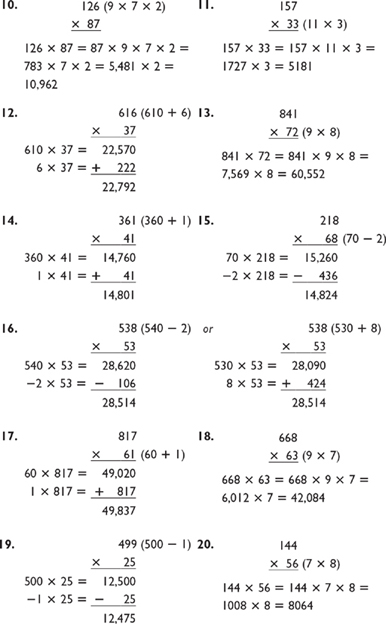 10. 126 (9 × 7 × 2)
× 87
126 × 87 = 87 × 9 × 7 × 2 =
783 × 7 × 2 = 5,481 × 2 =
10,962
11. 157
× 33 (11 × 3)
157 × 33 = 157 × 11 × 3 =
1727 × 3 = 5181
12. 616 (610 + 6)
× 37
610 × 37 = 22,570
6 × 37 = + 222
22,792
13. 841
× 72 (9 × 8)
841 × 72 = 841 × 9 × 8 =
7,569 × 8 = 60,552
14. 361 (360 + 1)
× 41
360 × 41 = 14,760
1 × 41 = + 41
14,801
15. 218
× 68 (70 − 2)
70 × 218 = 15,260
−2 × 218 = − 436
14,824
16. 538 (540 − 2) or
× 53
540 × 53 = 28,620
−2 × 53 = − 106
28,514
538 (530 + 8)
× 53
530 × 53 = 28,090
8 × 53 = + 424
28,514
17. 817
× 61 (60 + 1)
60 × 817 = 49,020
1 × 817 = + 817
49,837
18. 668
× 63 (9 × 7)
668 × 63 = 668 × 9 × 7 =
6,012 × 7 = 42,084
19. 499 (500 − 1)
× 25
500 × 25 = 12,500
−1 × 25 = − 25
12,475
20. 144
× 56 (7 × 8)
144 × 56 = 144 × 7 × 8 =
1008 × 8 = 8064